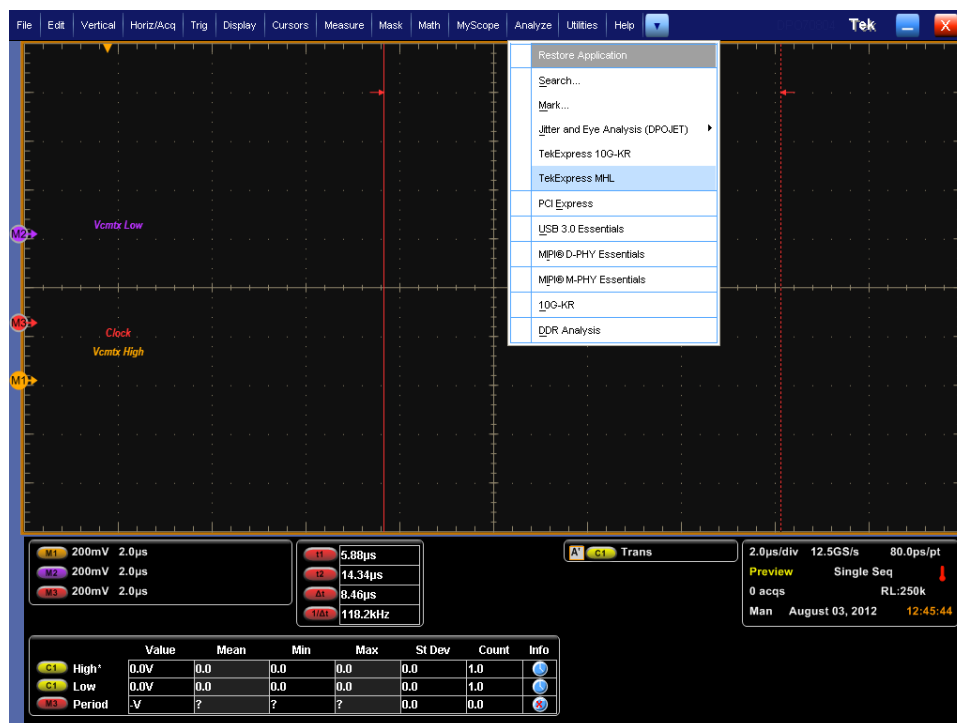 File Edit Vertical Horiz/Acq Trig Display Cursors Measure Mask Math MyScope Analyze Utilities Help Tek X
Restore Application
Search...
Mark...
Jitter and Eye Analysis (DPOJET)
TekExpress 10G-KR
TekExpress MHL
PCI Express
USB 3.0 Essentials
MIPI® D-PHY Essentials
MIPI® M-PHY Essentials
10G-KR
DDR Analysis
Vcmtx Low
M2
M3
Clock
Vcmtx High
M1
M1 200mV 2.0µs
M2 200mV 2.0µs
M3 200mV 2.0µs
t1 5.88µs
t2 14.34µs
Δt 8.46µs
1/Δt 118.2kHz
A' C1 Trans
2.0µs/div 12.5GS/s 80.0ps/pt
Preview Single Seq
0 acqs RL:250k
Man August 03, 2012 12:45:44
Value Mean Min Max St Dev Count Info
C1 High* 0.0V 0.0 0.0 0.0 0.0 1.0
C1 Low 0.0V 0.0 0.0 0.0 0.0 1.0
M3 Period -V ? ? ? 0.0 0.0